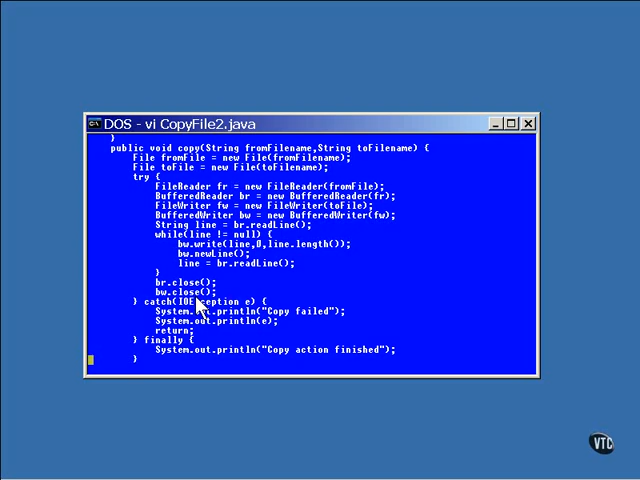 DOS - vi CopyFile2.java
}
public void copy(String fromFilename,String toFilename) {
File fromFile = new File(fromFilename);
File toFile = new File(toFilename);
try {
FileReader fr = new FileReader(fromFile);
BufferedReader br = new BufferedReader(fr);
FileWriter fw = new FileWriter(toFile);
BufferedWriter bw = new BufferedWriter(fw);
String line = br.readLine();
while(line != null) {
bw.write(line,0,line.length());
bw.newLine();
line = br.readLine();
}
br.close();
bw.close();
} catch(IOException e) {
System.out.println("Copy failed");
System.out.println(e);
return;
} finally {
System.out.println("Copy action finished");
}
VTC